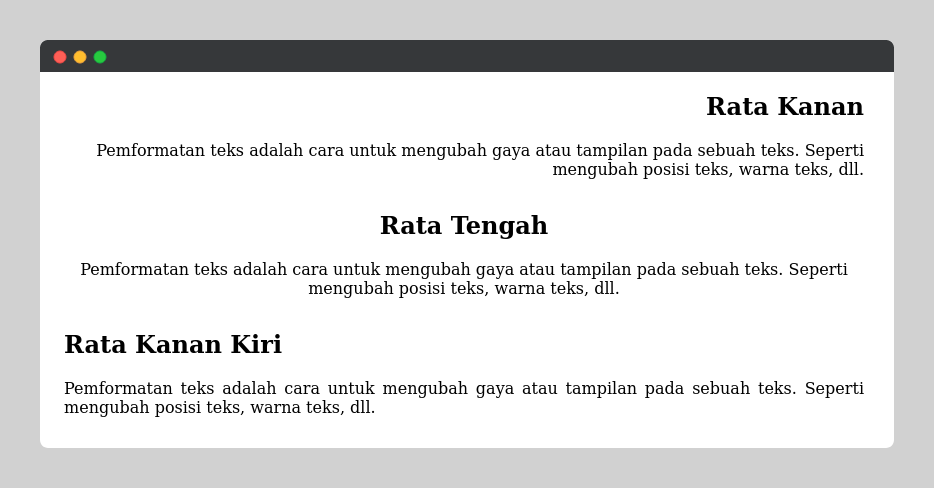 Rata Kanan
Pemformatan teks adalah cara untuk mengubah gaya atau tampilan pada sebuah teks. Seperti
mengubah posisi teks, warna teks, dll.
Rata Tengah
Pemformatan teks adalah cara untuk mengubah gaya atau tampilan pada sebuah teks. Seperti
mengubah posisi teks, warna teks, dll.
Rata Kanan Kiri
Pemformatan teks adalah cara untuk mengubah gaya atau tampilan pada sebuah teks. Seperti
mengubah posisi teks, warna teks, dll.